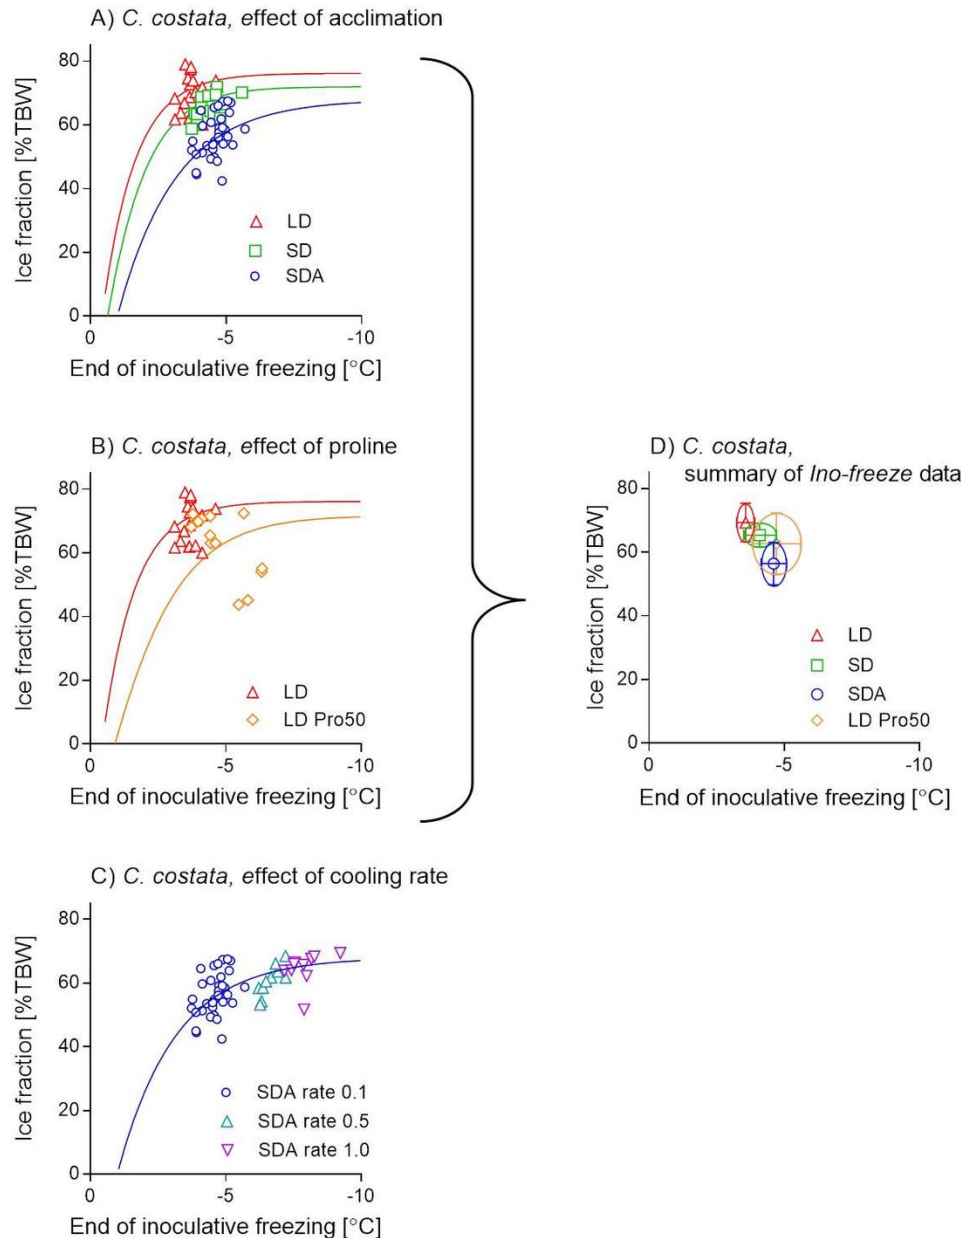 A) C. costata, effect of acclimation
80
60
40
20
0
0
-5
-10
Ice fraction [%TBW]
End of inoculative freezing [°C]
LD
SD
SDA
B) C. costata, effect of proline
80
60
40
20
0
0
-5
-10
Ice fraction [%TBW]
End of inoculative freezing [°C]
LD
LD Pro50
D) C. costata,
summary of Ino-freeze data
80
60
40
20
0
0
-5
-10
Ice fraction [%TBW]
End of inoculative freezing [°C]
LD
SD
SDA
LD Pro50
C) C. costata, effect of cooling rate
80
60
40
20
0
0
-5
-10
Ice fraction [%TBW]
End of inoculative freezing [°C]
SDA rate 0.1
SDA rate 0.5
SDA rate 1.0